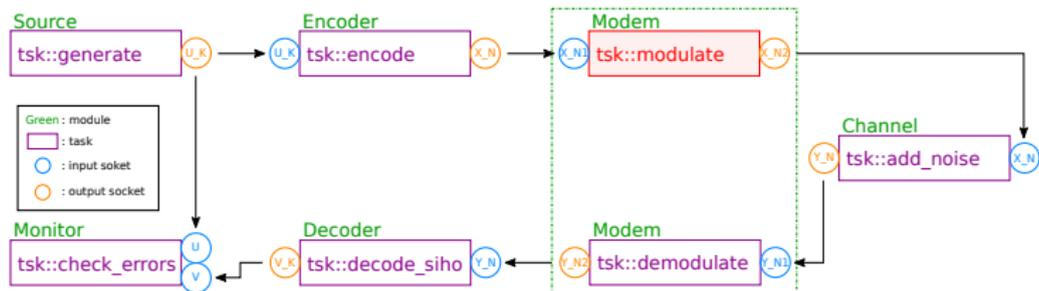 Source
Encoder
Modem
tsk::generate
U_K
U_K
tsk::encode
X_N
X_N1
tsk::modulate
X_N2
Green : module
: task
: input soket
: output socket
Channel
Y_N
tsk::add_noise
X_N
Monitor
Decoder
Modem
tsk::check_errors
U
V
V_K
tsk::decode_siho
Y_N
Y_N2
tsk::demodulate
Y_N1